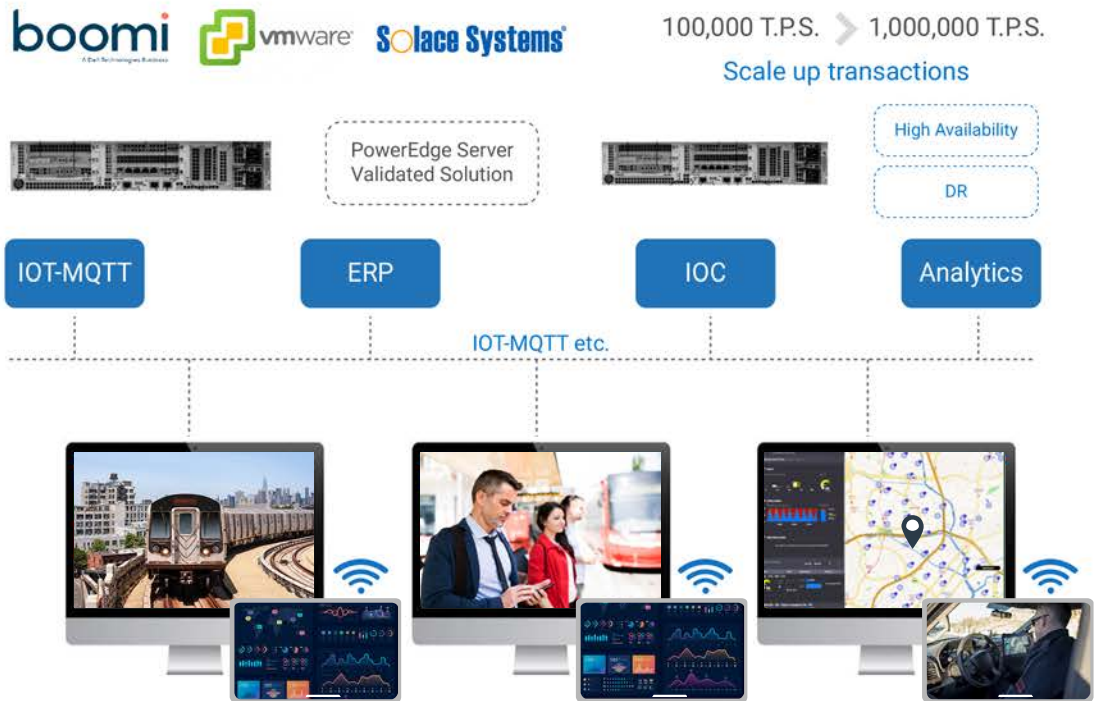 boomi
A Dell Technologies Business
vmware
Solace Systems
100,000 T.P.S. 1,000,000 T.P.S.
Scale up transactions
PowerEdge Server
Validated Solution
High Availability
DR
IOT-MQTT
ERP
IOC
Analytics
IOT-MQTT etc.